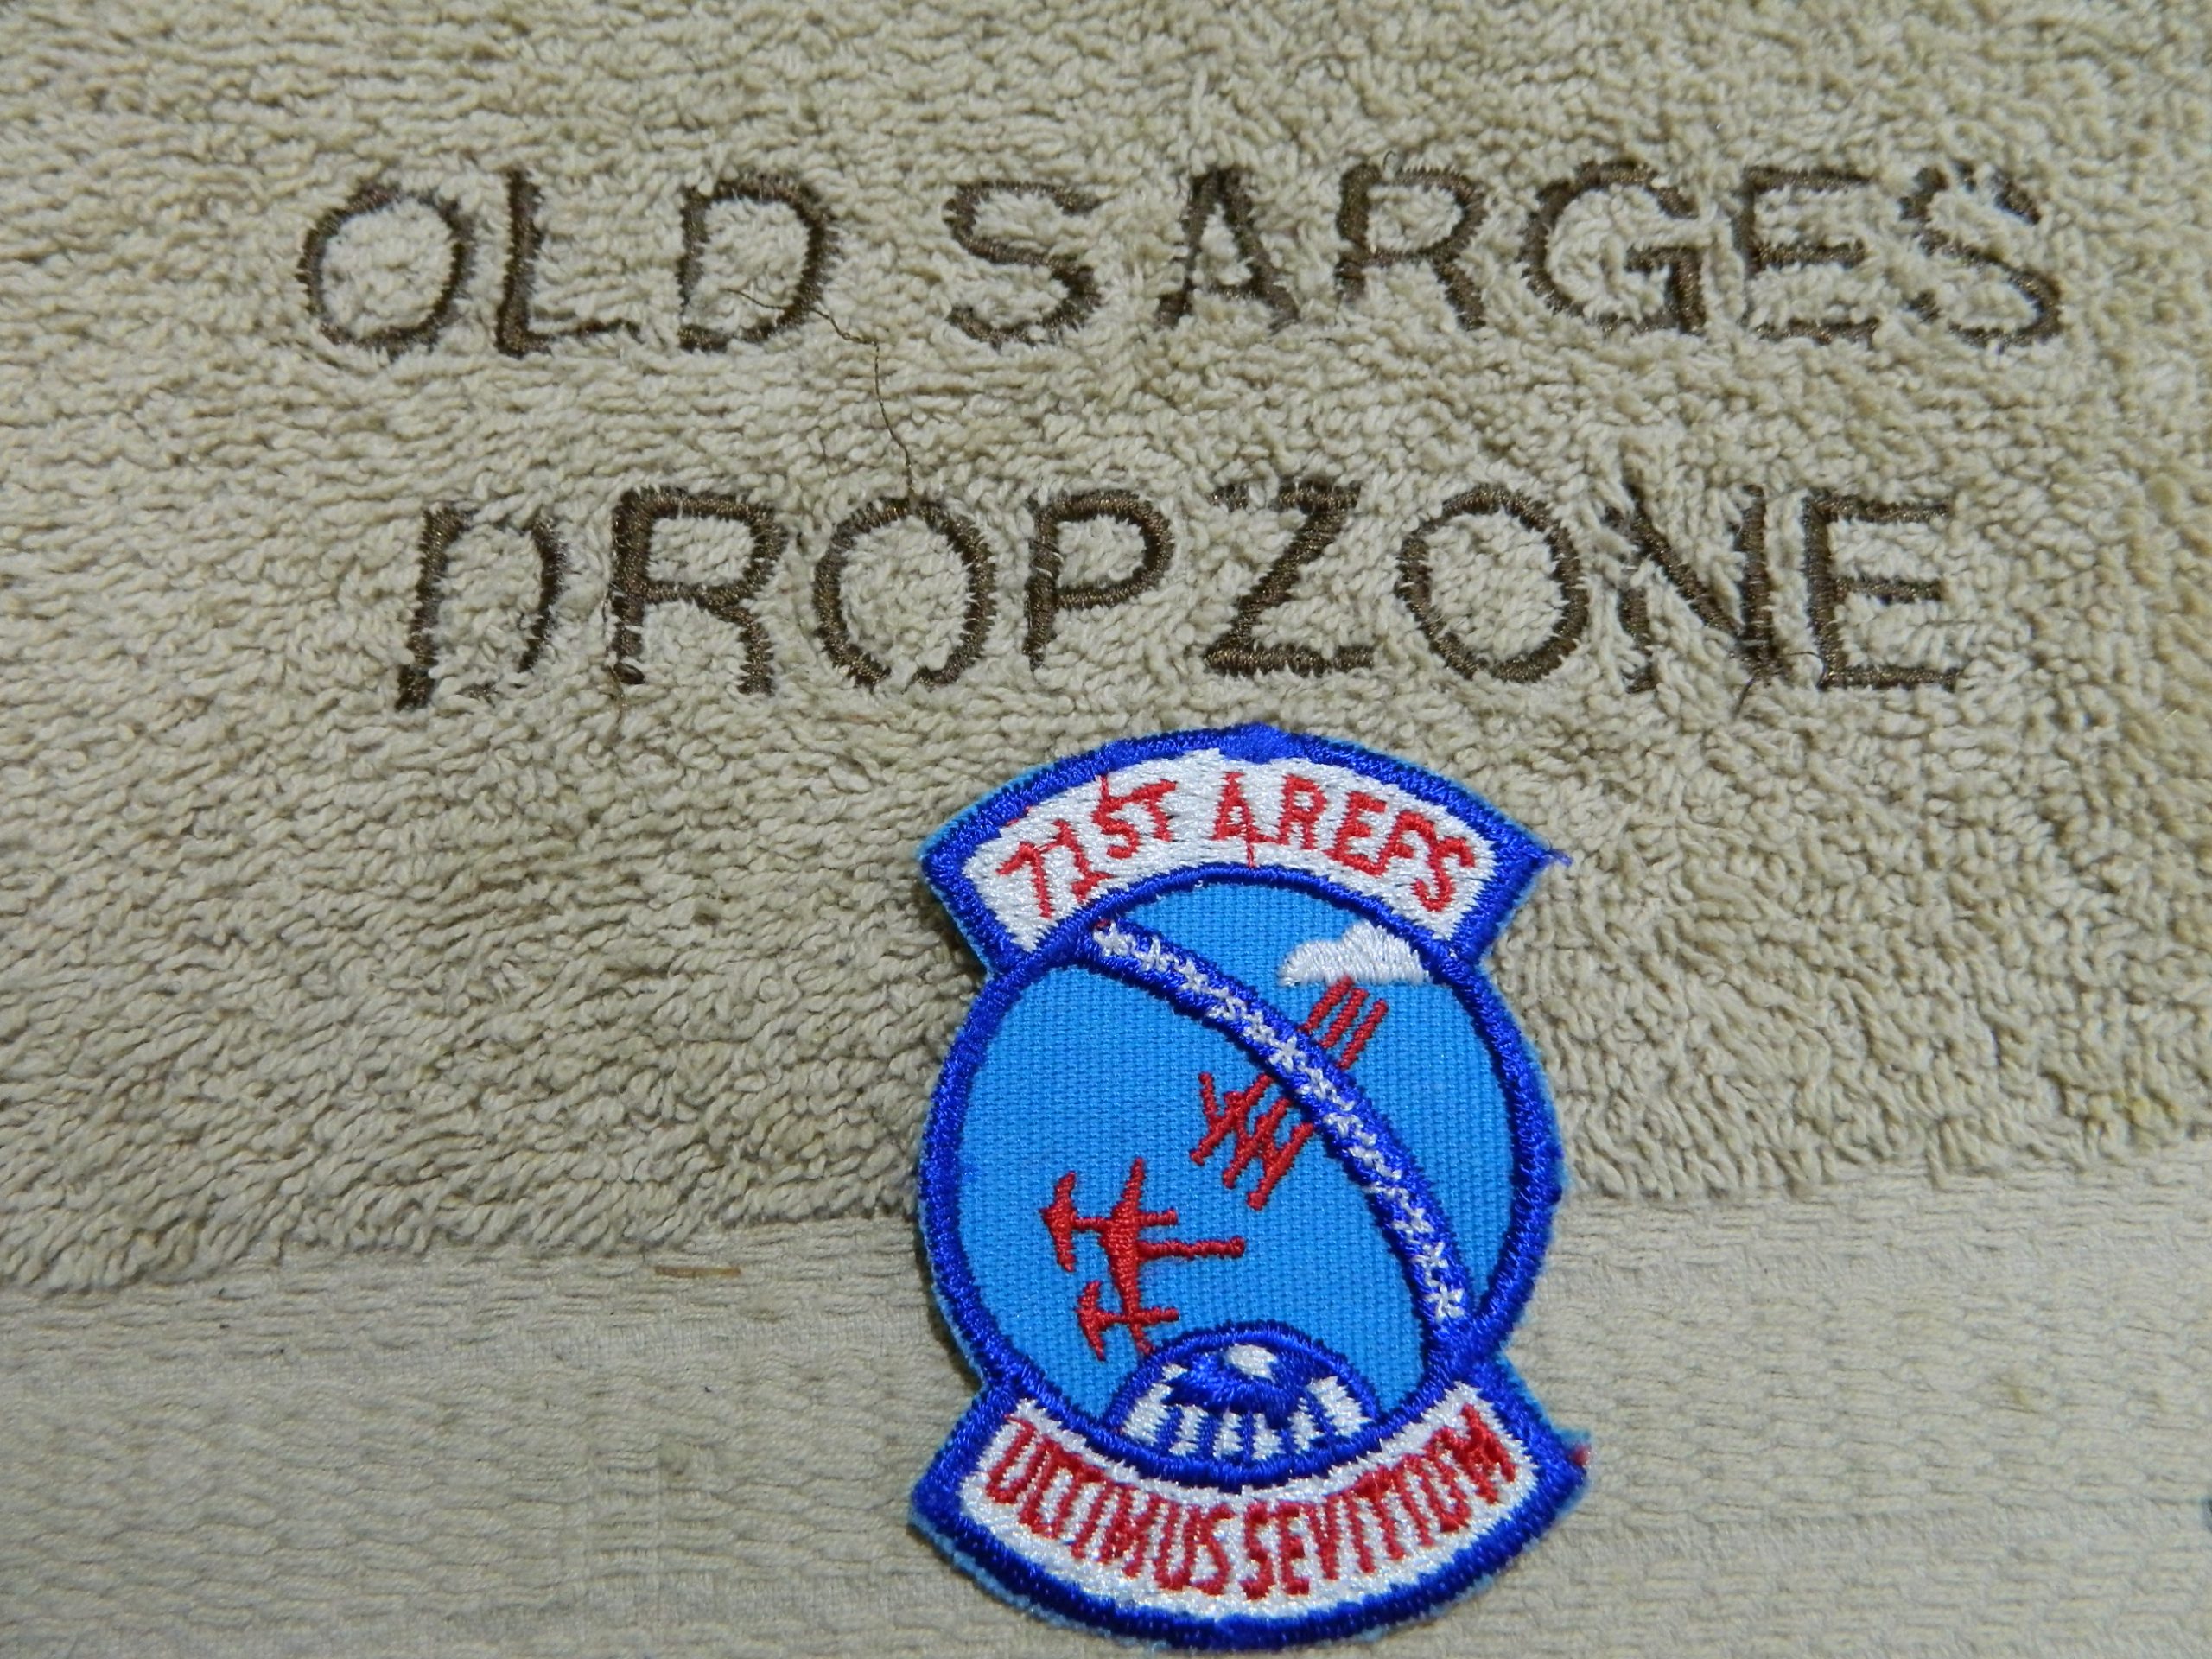 OLD SARGES
DROPZONE
71ST AREFS
ULTIMUS SEVITIUM